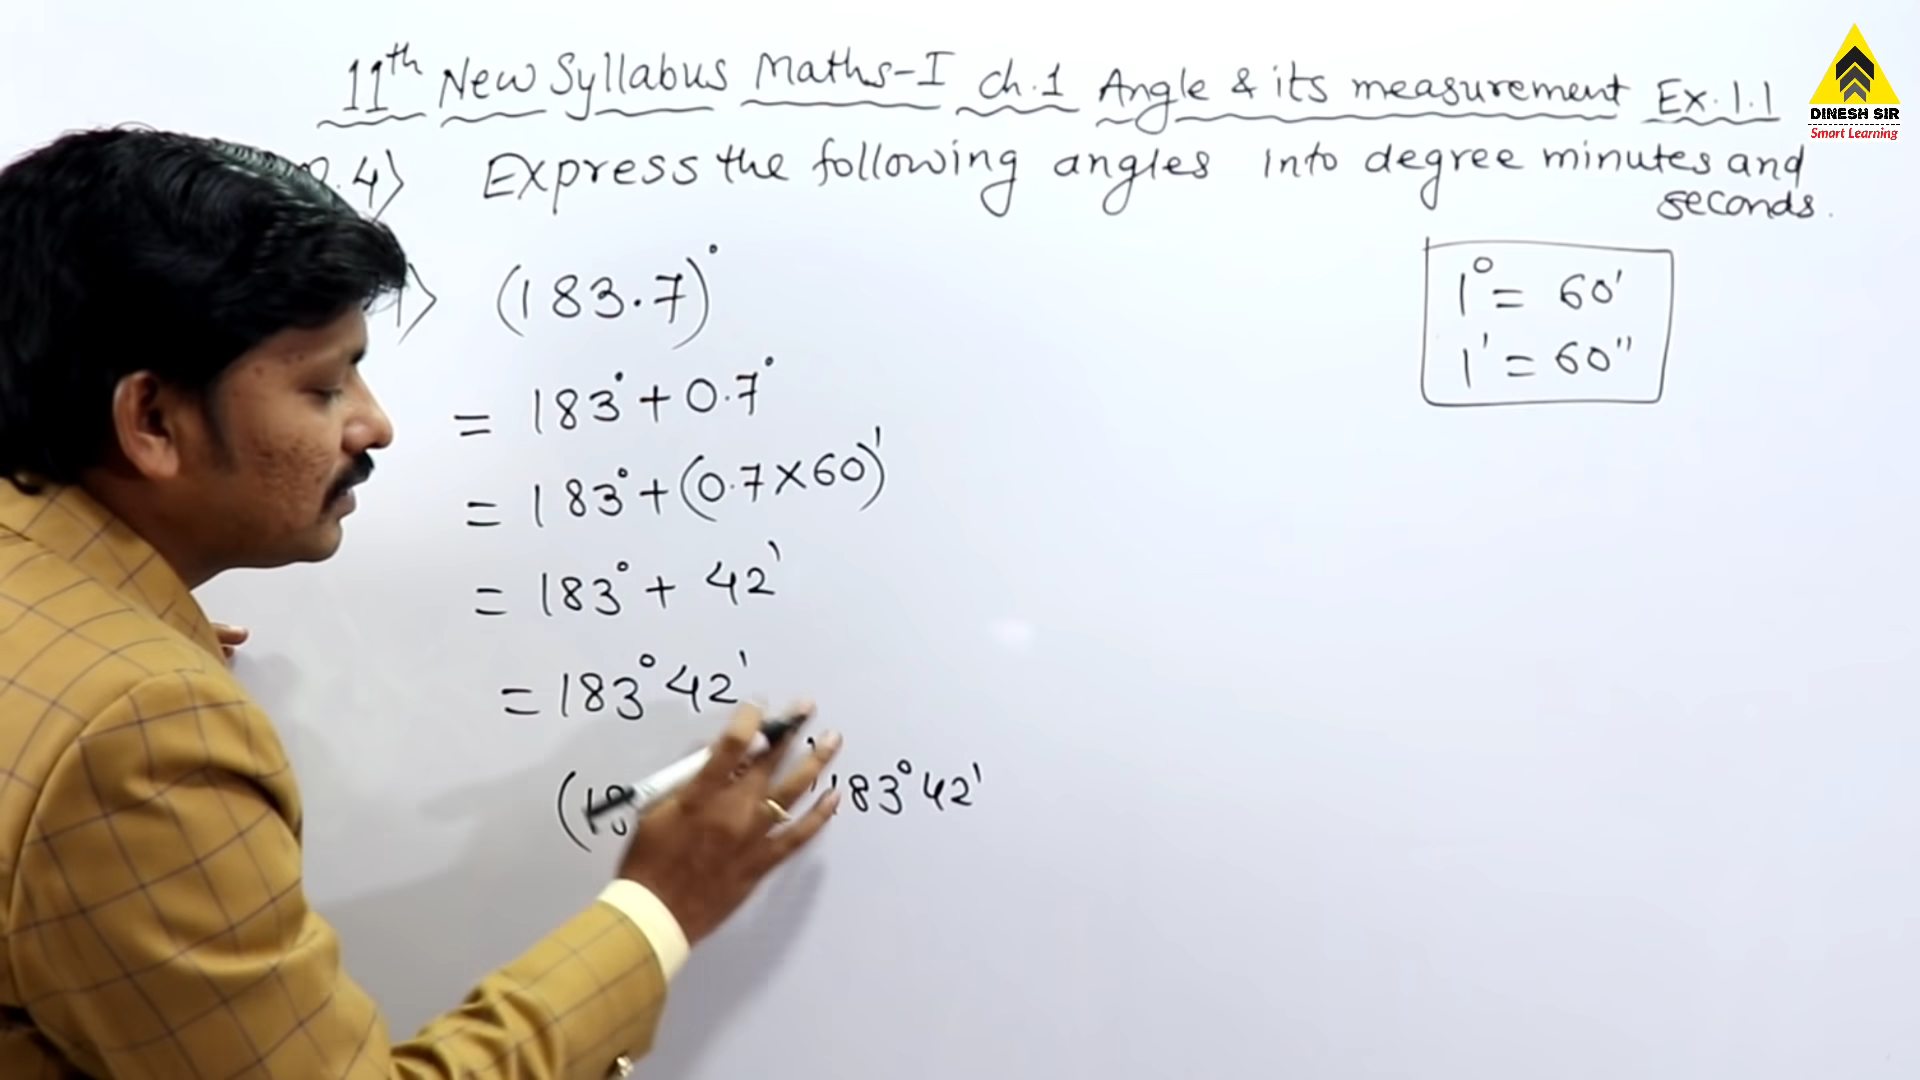 11th New Syllabus Maths-I Ch.1 Angle & its measurement Ex.1.1
DINESH SIR
Smart Learning
.4) Express the following angles into degree minutes and
seconds.
(183.7)°
1° = 60'
1' = 60"
= 183° + 0.7°
= 183° + (0.7×60)'
= 183° + 42'
= 183° 42'
(18 183° 42'